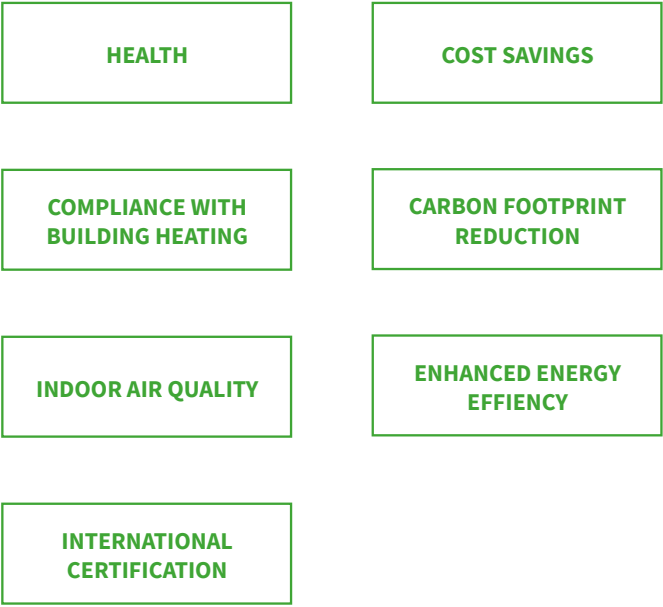 HEALTH
COST SAVINGS
COMPLIANCE WITH
BUILDING HEATING
CARBON FOOTPRINT
REDUCTION
INDOOR AIR QUALITY
ENHANCED ENERGY
EFFIENCY
INTERNATIONAL
CERTIFICATION